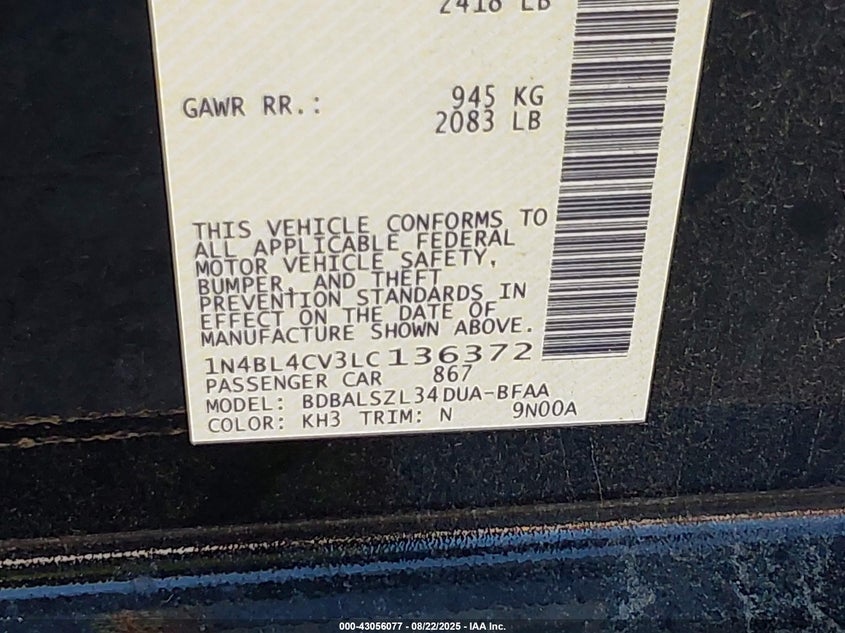 2418 LB
GAWR RR.: 945 KG
2083 LB
THIS VEHICLE CONFORMS TO
ALL APPLICABLE FEDERAL
MOTOR VEHICLE SAFETY,
BUMPER, AND THEFT
PREVENTION STANDARDS IN
EFFECT ON THE DATE OF
MANUFACTURE SHOWN ABOVE.
1N4BL4CV3LC136372
PASSENGER CAR 867
MODEL: BDBALSZL34DUA-BFAA
COLOR: KH3 TRIM: N 9N00A
000-43056077 - 08/22/2025 - IAA Inc.